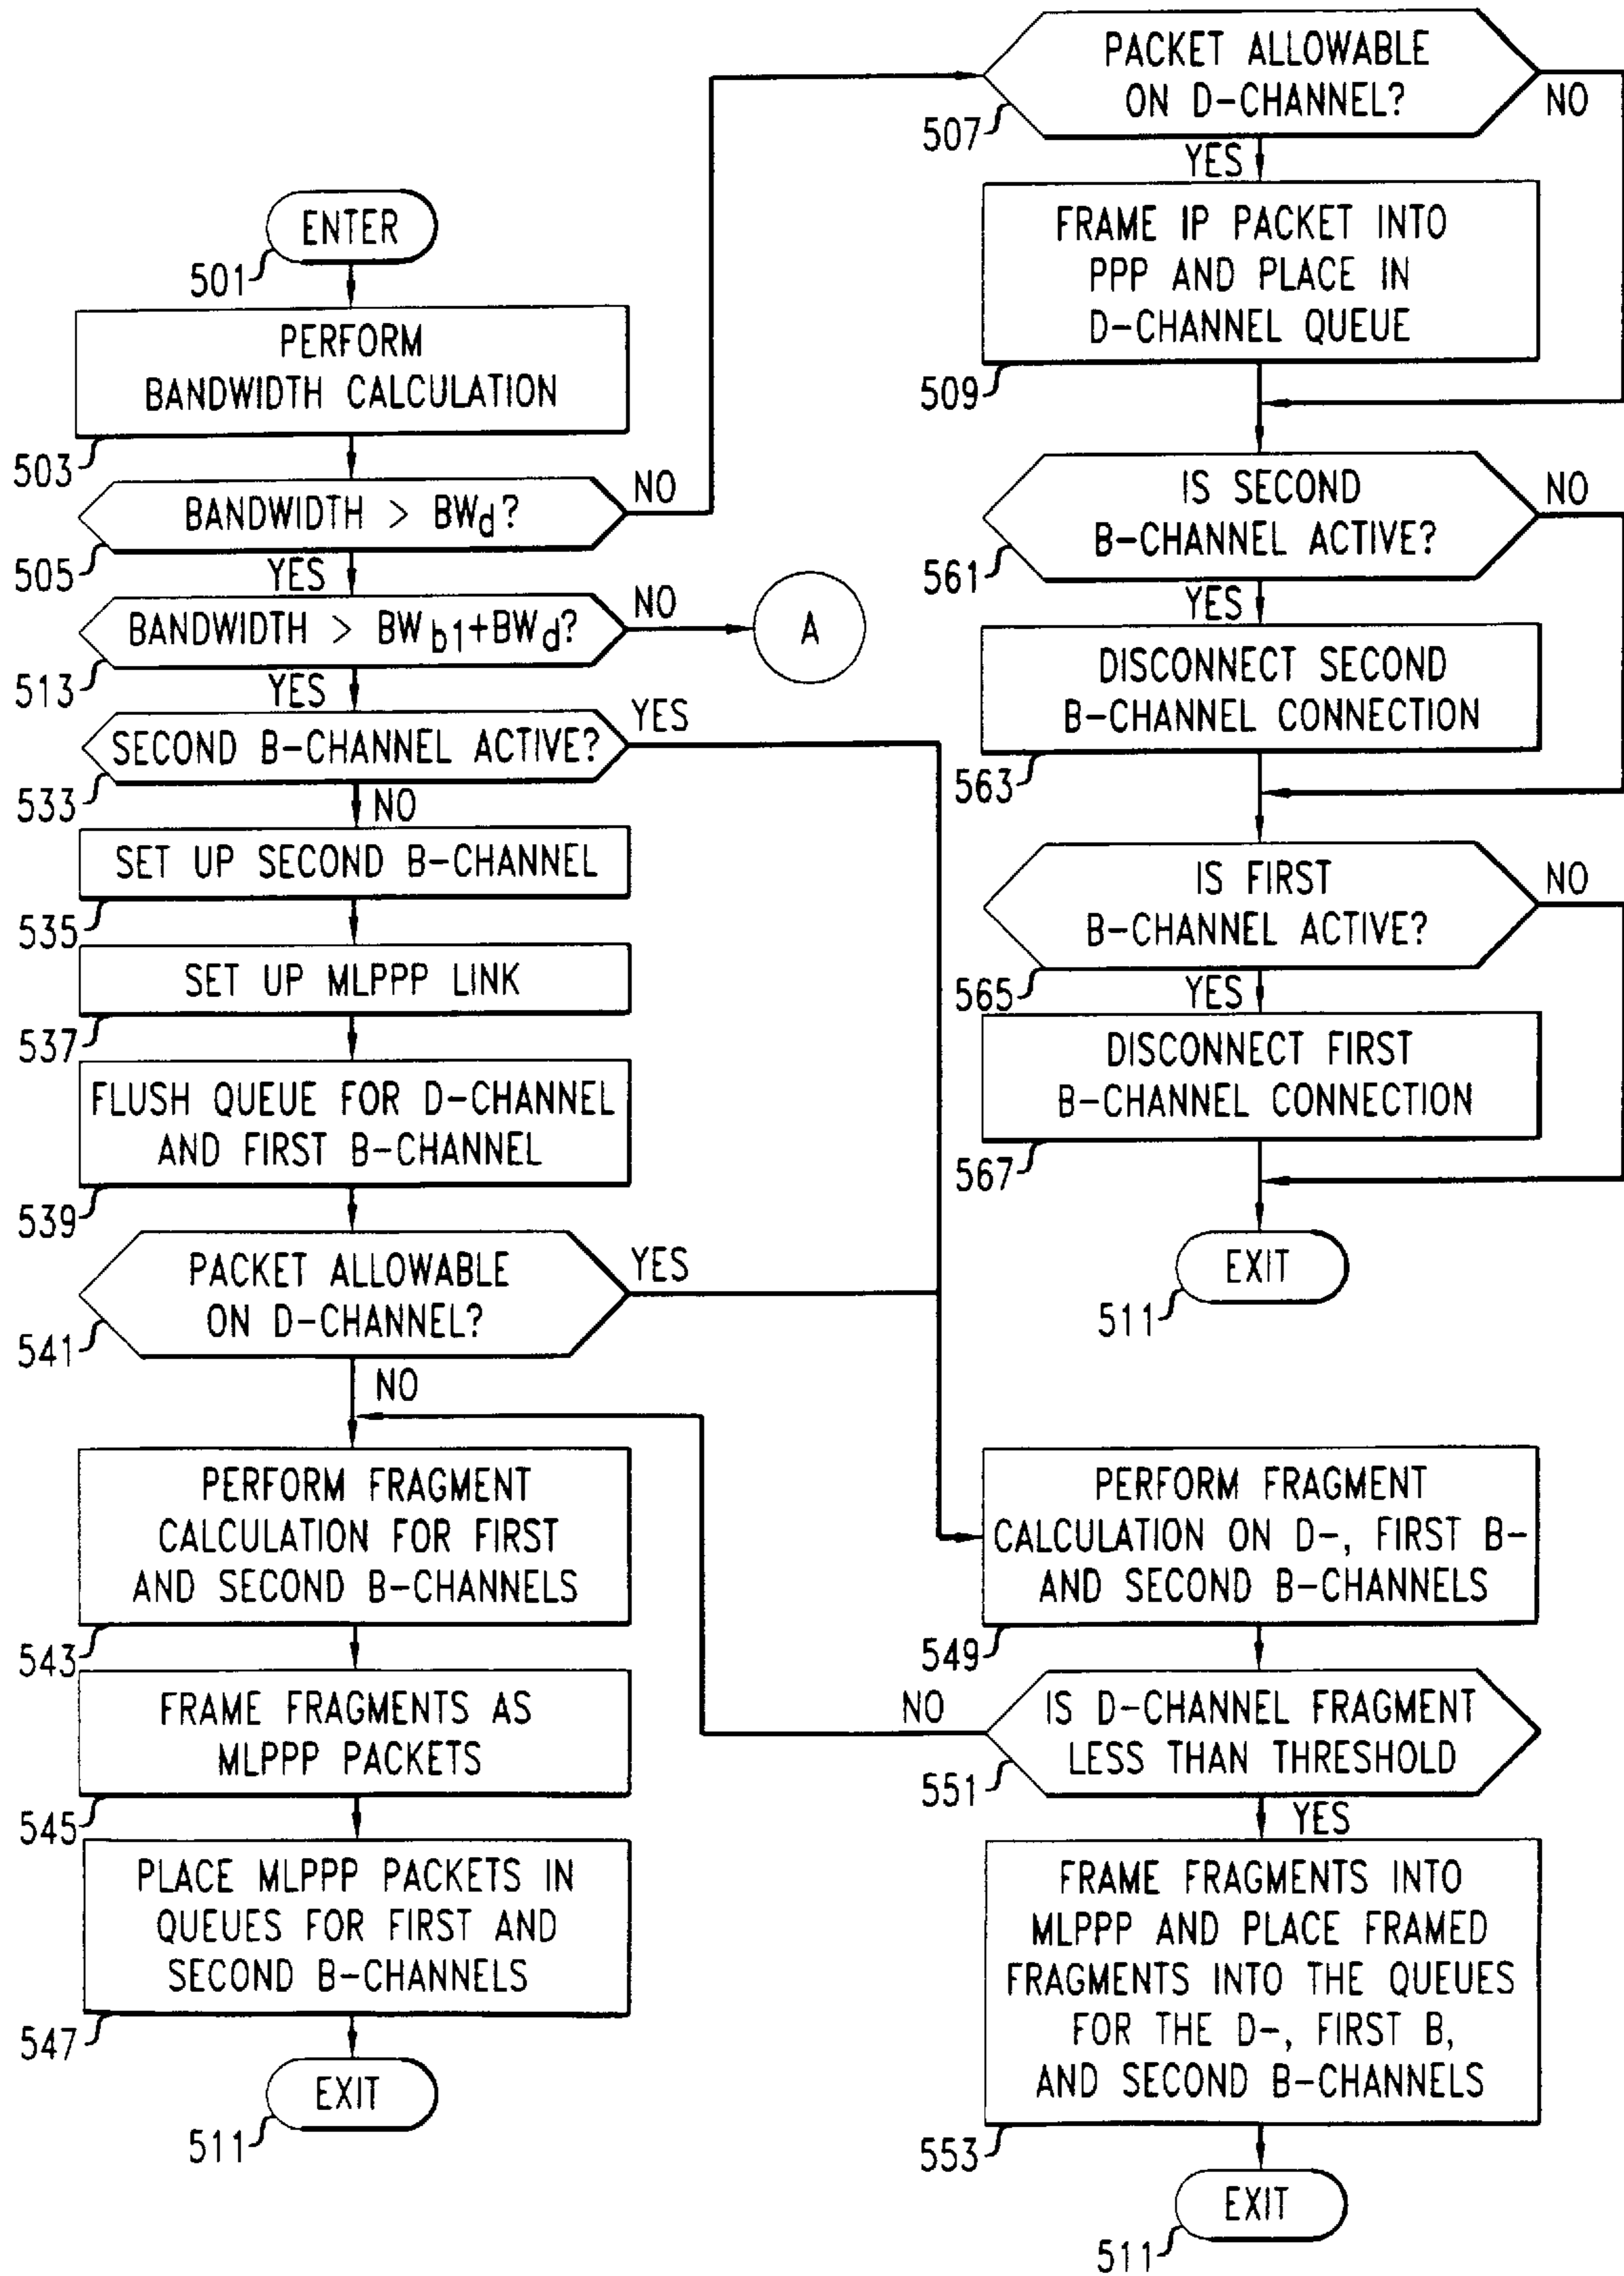 ENTER
501
PERFORM
BANDWIDTH CALCULATION
503
BANDWIDTH > BWd?
NO
505
YES
BANDWIDTH > BWb1+BWd?
NO
A
513
YES
SECOND B-CHANNEL ACTIVE?
YES
533
NO
SET UP SECOND B-CHANNEL
535
SET UP MLPPP LINK
537
FLUSH QUEUE FOR D-CHANNEL
AND FIRST B-CHANNEL
539
PACKET ALLOWABLE
ON D-CHANNEL?
YES
541
NO
PERFORM FRAGMENT
CALCULATION FOR FIRST
AND SECOND B-CHANNELS
543
FRAME FRAGMENTS AS
MLPPP PACKETS
545
PLACE MLPPP PACKETS IN
QUEUES FOR FIRST AND
SECOND B-CHANNELS
547
EXIT
511
PACKET ALLOWABLE
ON D-CHANNEL?
NO
507
YES
FRAME IP PACKET INTO
PPP AND PLACE IN
D-CHANNEL QUEUE
509
IS SECOND
B-CHANNEL ACTIVE?
NO
561
YES
DISCONNECT SECOND
B-CHANNEL CONNECTION
563
IS FIRST
B-CHANNEL ACTIVE?
NO
565
YES
DISCONNECT FIRST
B-CHANNEL CONNECTION
567
EXIT
511
PERFORM FRAGMENT
CALCULATION ON D-, FIRST B-
AND SECOND B-CHANNELS
549
NO
IS D-CHANNEL FRAGMENT
LESS THAN THRESHOLD
551
YES
FRAME FRAGMENTS INTO
MLPPP AND PLACE FRAMED
FRAGMENTS INTO THE QUEUES
FOR THE D-, FIRST B,
AND SECOND B-CHANNELS
553
EXIT
511